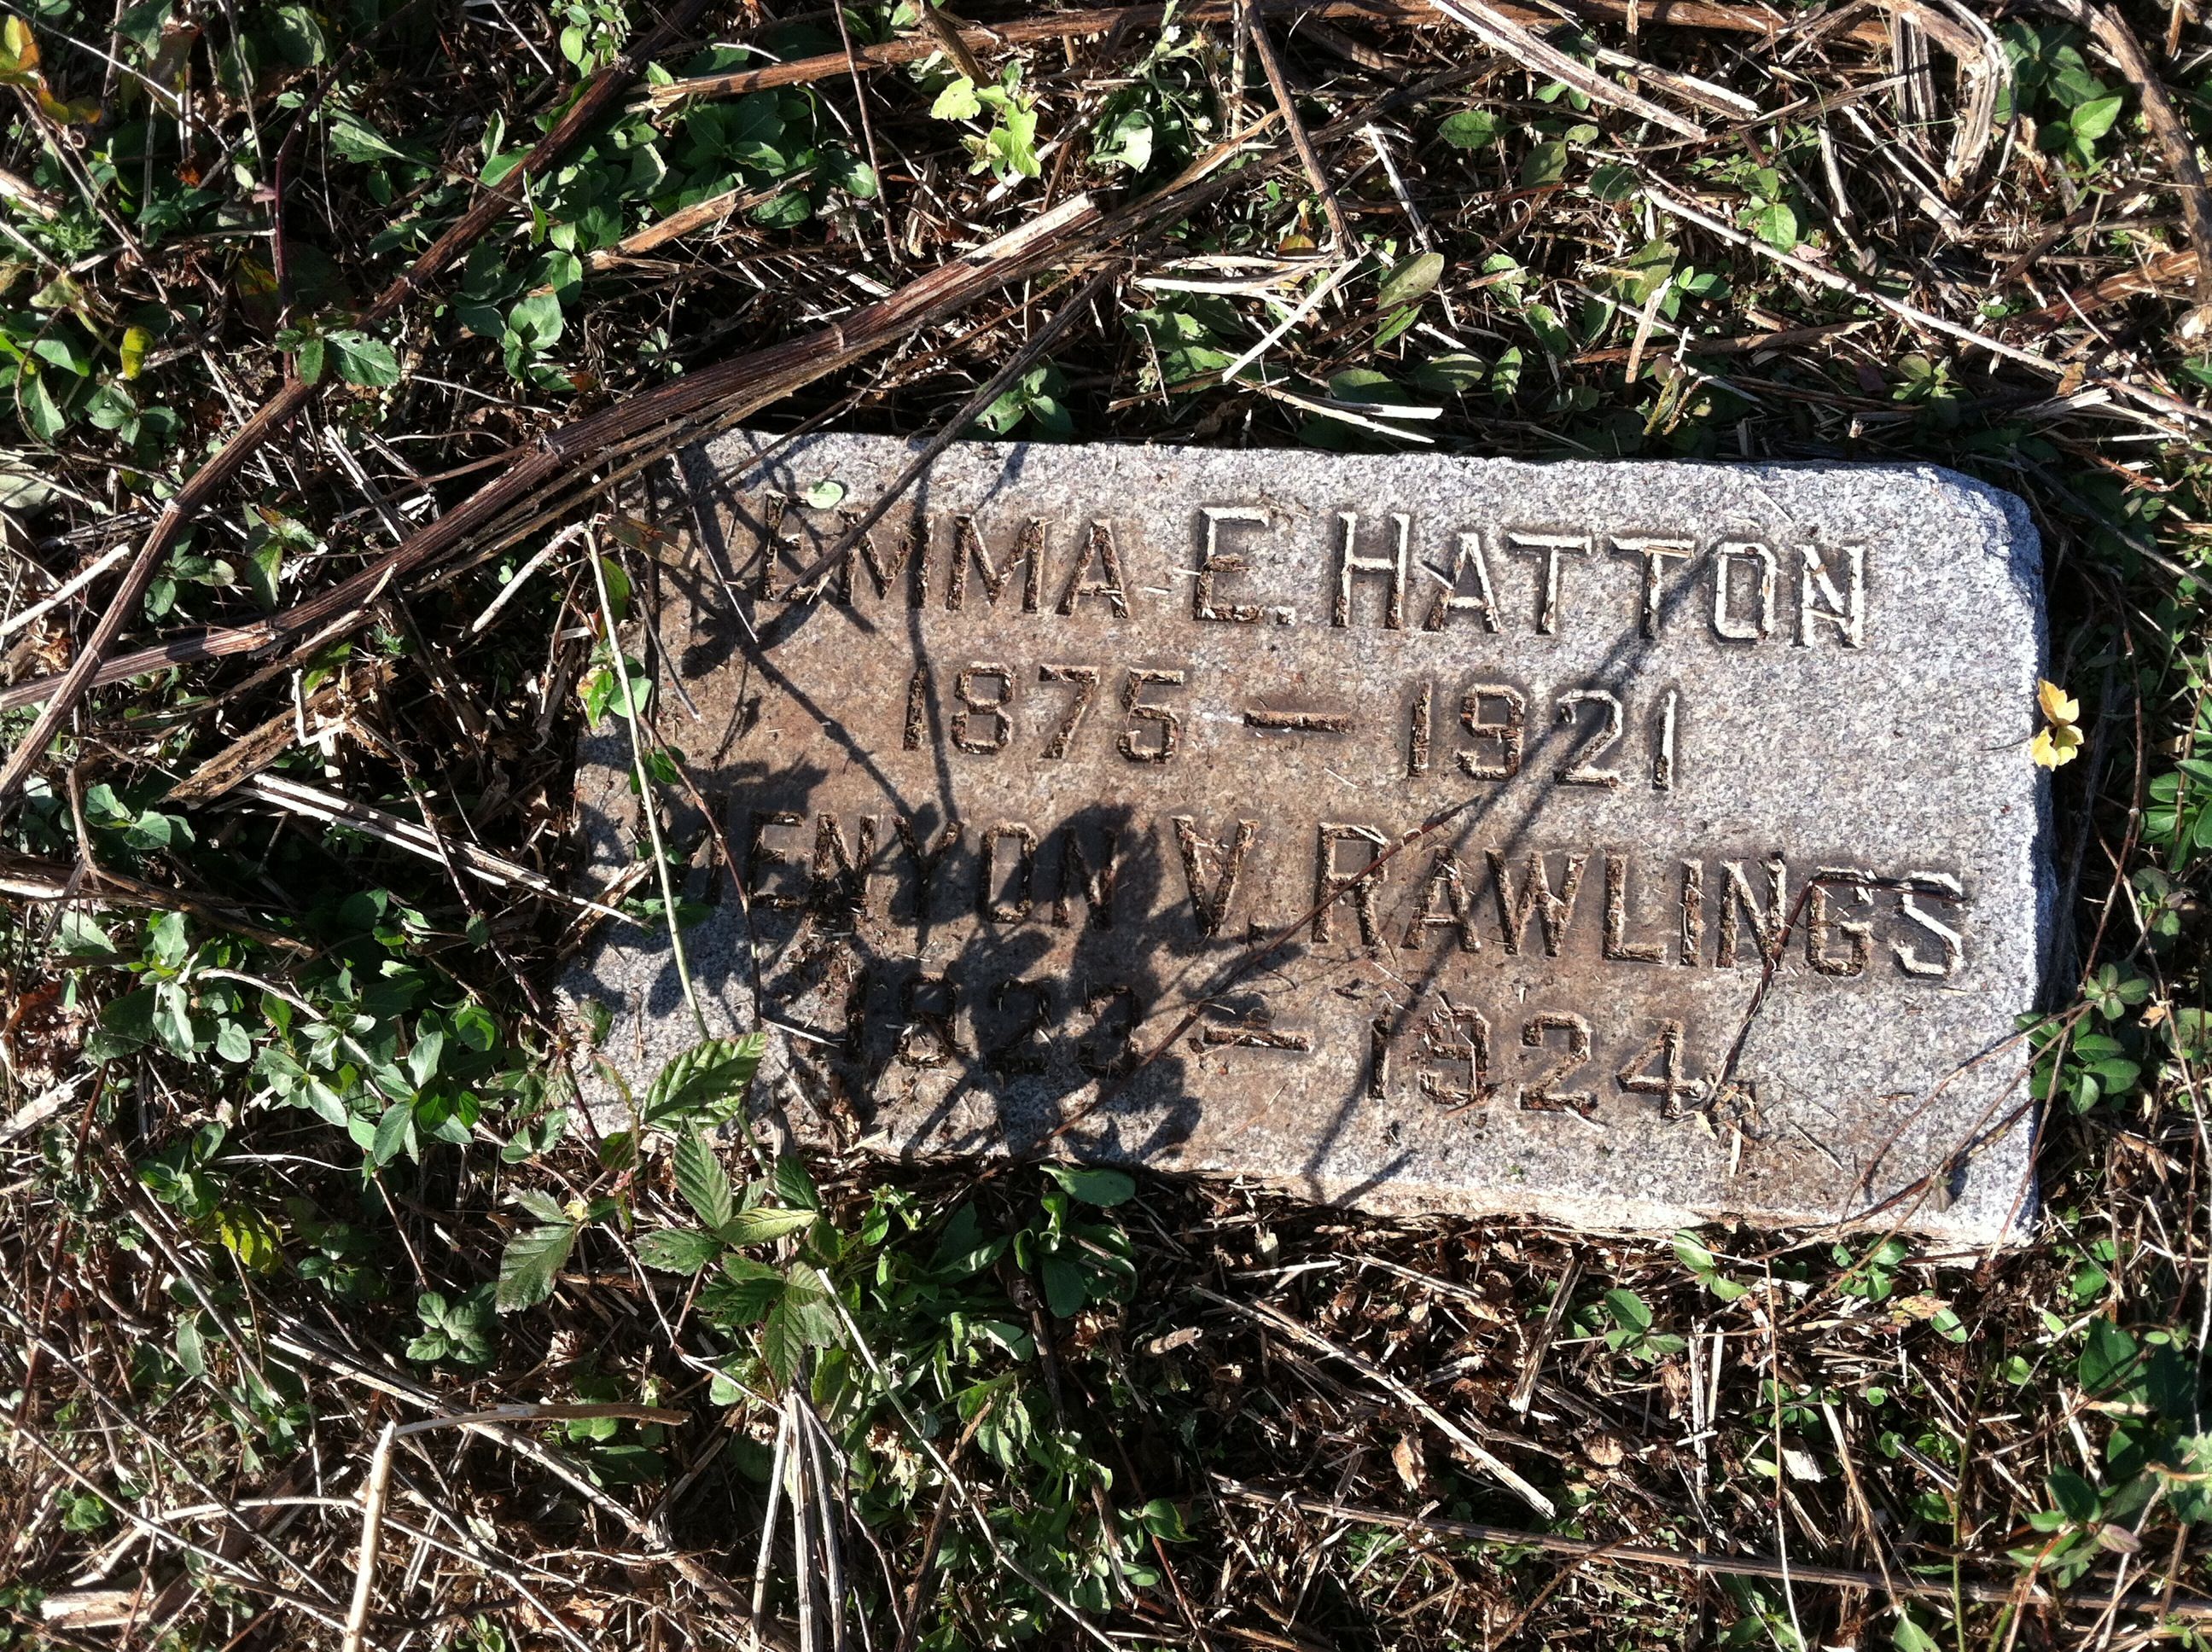 EMMA E. HATTON
1875 — 1921
V. RAWLINGS
— 1924